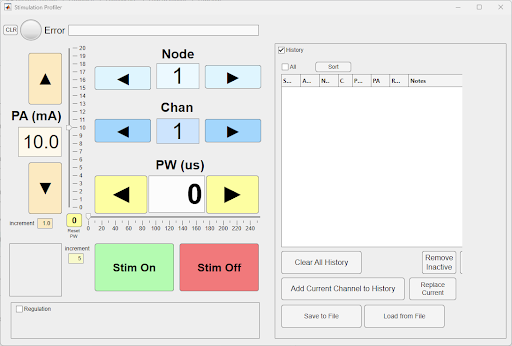 Stimulation Profiler
CLR
Error
PA (mA)
10.0
increment 1.0
20
19
18
17
16
15
14
13
12
11
10
9
8
7
6
5
4
3
2
1
0
Node
1
Chan
1
PW (us)
0
0
Reset
PW
0 20 40 60 80 100 120 140 160 180 200 220 240
increment
5
Stim On
Stim Off
Regulation
History
All
Sort
S... A... N.. C P... PA R... Notes
Clear All History
Remove
Inactive
Add Current Channel to History
Replace
Current
Save to File
Load from File